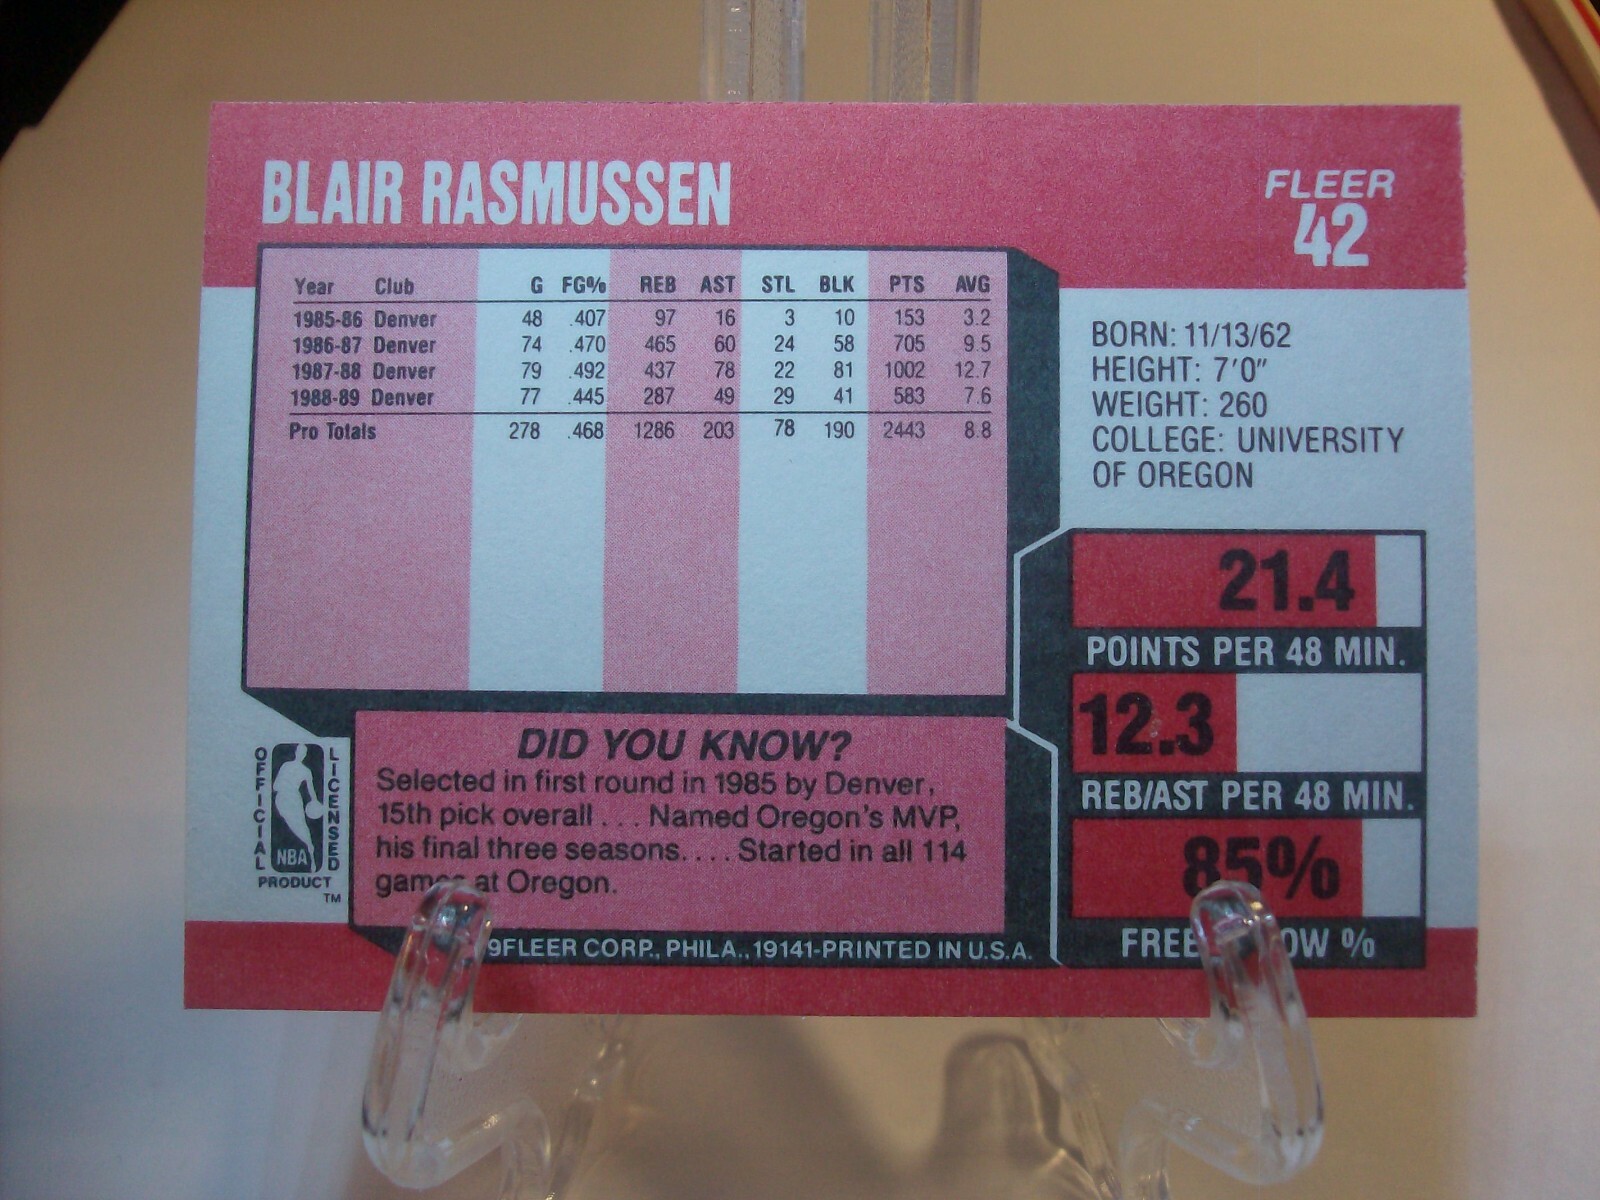 BLAIR RASMUSSEN
FLEER
42
Year Club G FG% REB AST STL BLK PTS AVG
1985-86 Denver 48 .407 97 16 3 10 153 3.2
1986-87 Denver 74 .470 465 60 24 58 705 9.5
1987-88 Denver 79 .492 437 78 22 81 1002 12.7
1988-89 Denver 77 .445 287 49 29 41 583 7.6
Pro Totals 278 .468 1286 203 78 190 2443 8.8
BORN: 11/13/62
HEIGHT: 7'0"
WEIGHT: 260
COLLEGE: UNIVERSITY
OF OREGON
21.4
POINTS PER 48 MIN.
12.3
REB/AST PER 48 MIN.
85%
FREE OW %
DID YOU KNOW?
Selected in first round in 1985 by Denver,
15th pick overall . . . Named Oregon's MVP,
his final three seasons. . . . Started in all 114
games at Oregon.
OFFICIAL
LICENSED
NBA
PRODUCT
TM
9FLEER CORP., PHILA., 19141-PRINTED IN U.S.A.